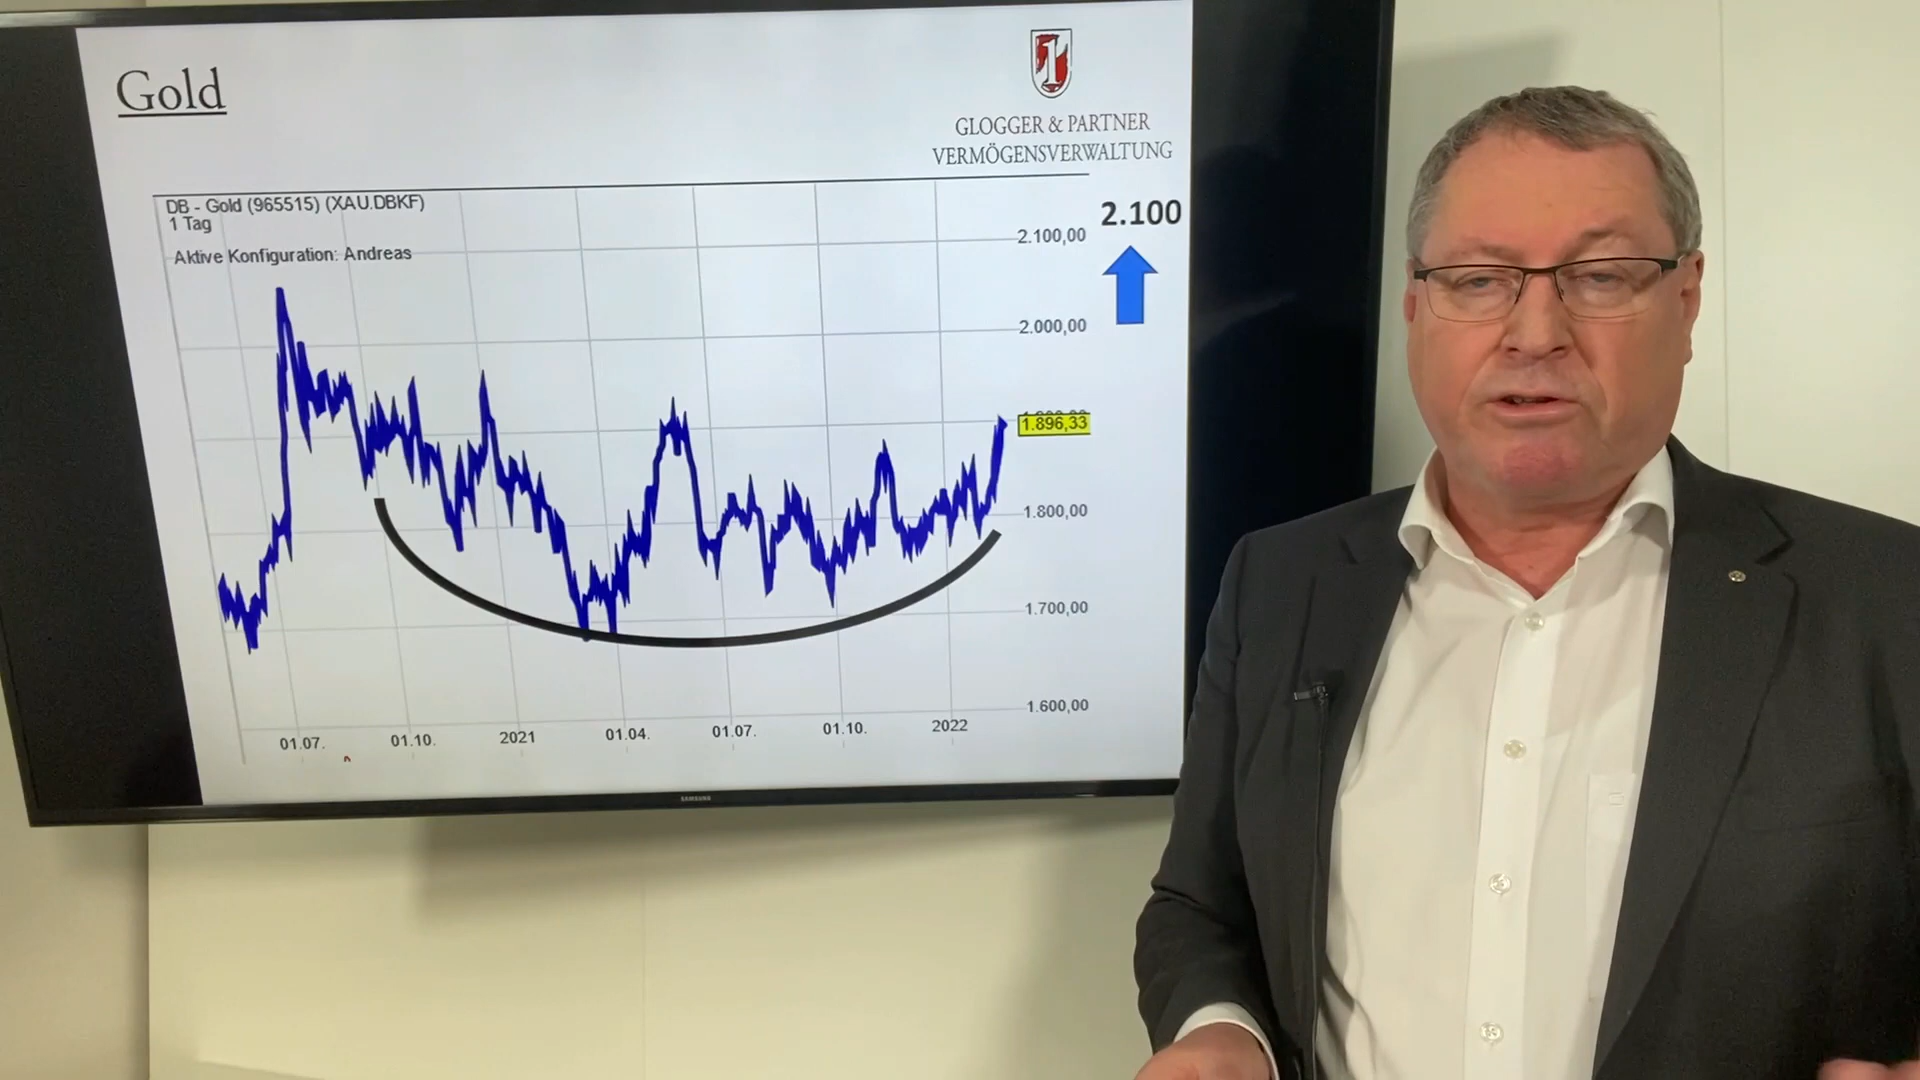 Gold
1
GLOGGER & PARTNER
VERMÖGENSVERWALTUNG
DB - Gold (965515) (XAU.DBKF)
1 Tag
Aktive Konfiguration: Andreas
2.100
2.100,00
2.000,00
1.896,33
1.800,00
1.700,00
1.600,00
01.07.
01.10.
2021
01.04.
01.07.
01.10.
2022
SAMSUNG